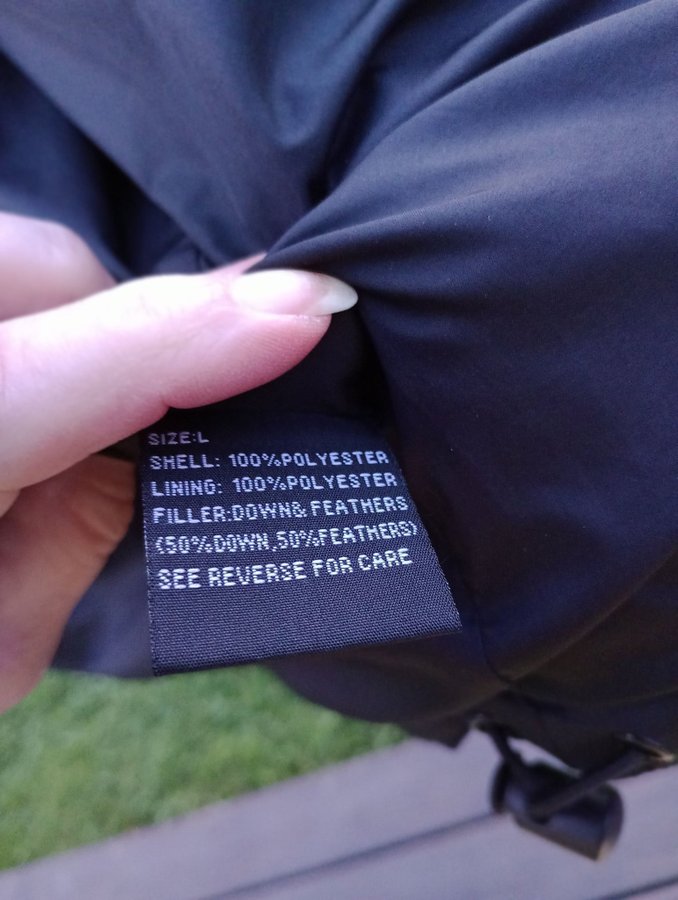 SIZE:L
SHELL: 100%POLYESTER
LINING: 100%POLYESTER
FILLER:DOWN& FEATHERS
(50%DOWN,50%FEATHERS)
SEE REVERSE FOR CARE